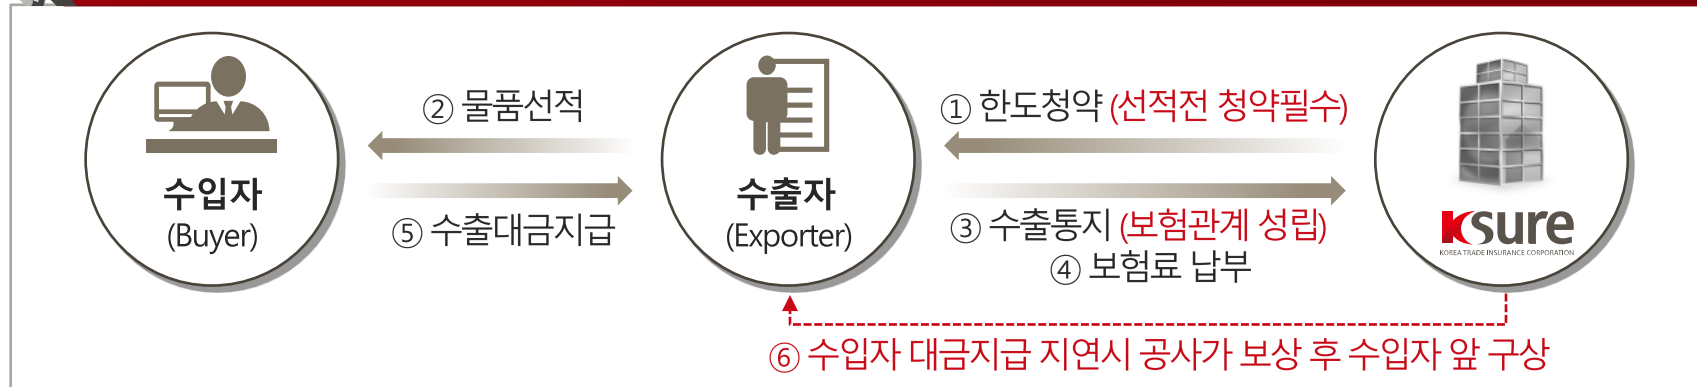 ② 물품선적
① 한도청약 (선적전 청약필수)
수입자
(Buyer)
⑤ 수출대금지급
수출자
(Exporter)
③ 수출통지 (보험관계 성립)
④ 보험료 납부
Ksure
KOREA TRADE INSURANCE CORPORATION
⑥ 수입자 대금지급 지연시 공사가 보상 후 수입자 앞 구상